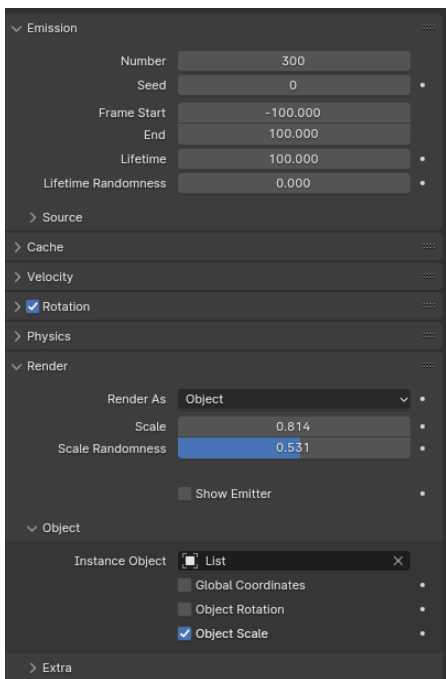 Emission
Number 300
Seed 0
Frame Start -100.000
End 100.000
Lifetime 100.000
Lifetime Randomness 0.000
Source
Cache
Velocity
Rotation
Physics
Render
Render As Object
Scale 0.814
Scale Randomness 0.531
Show Emitter
Object
Instance Object List
Global Coordinates
Object Rotation
Object Scale
Extra